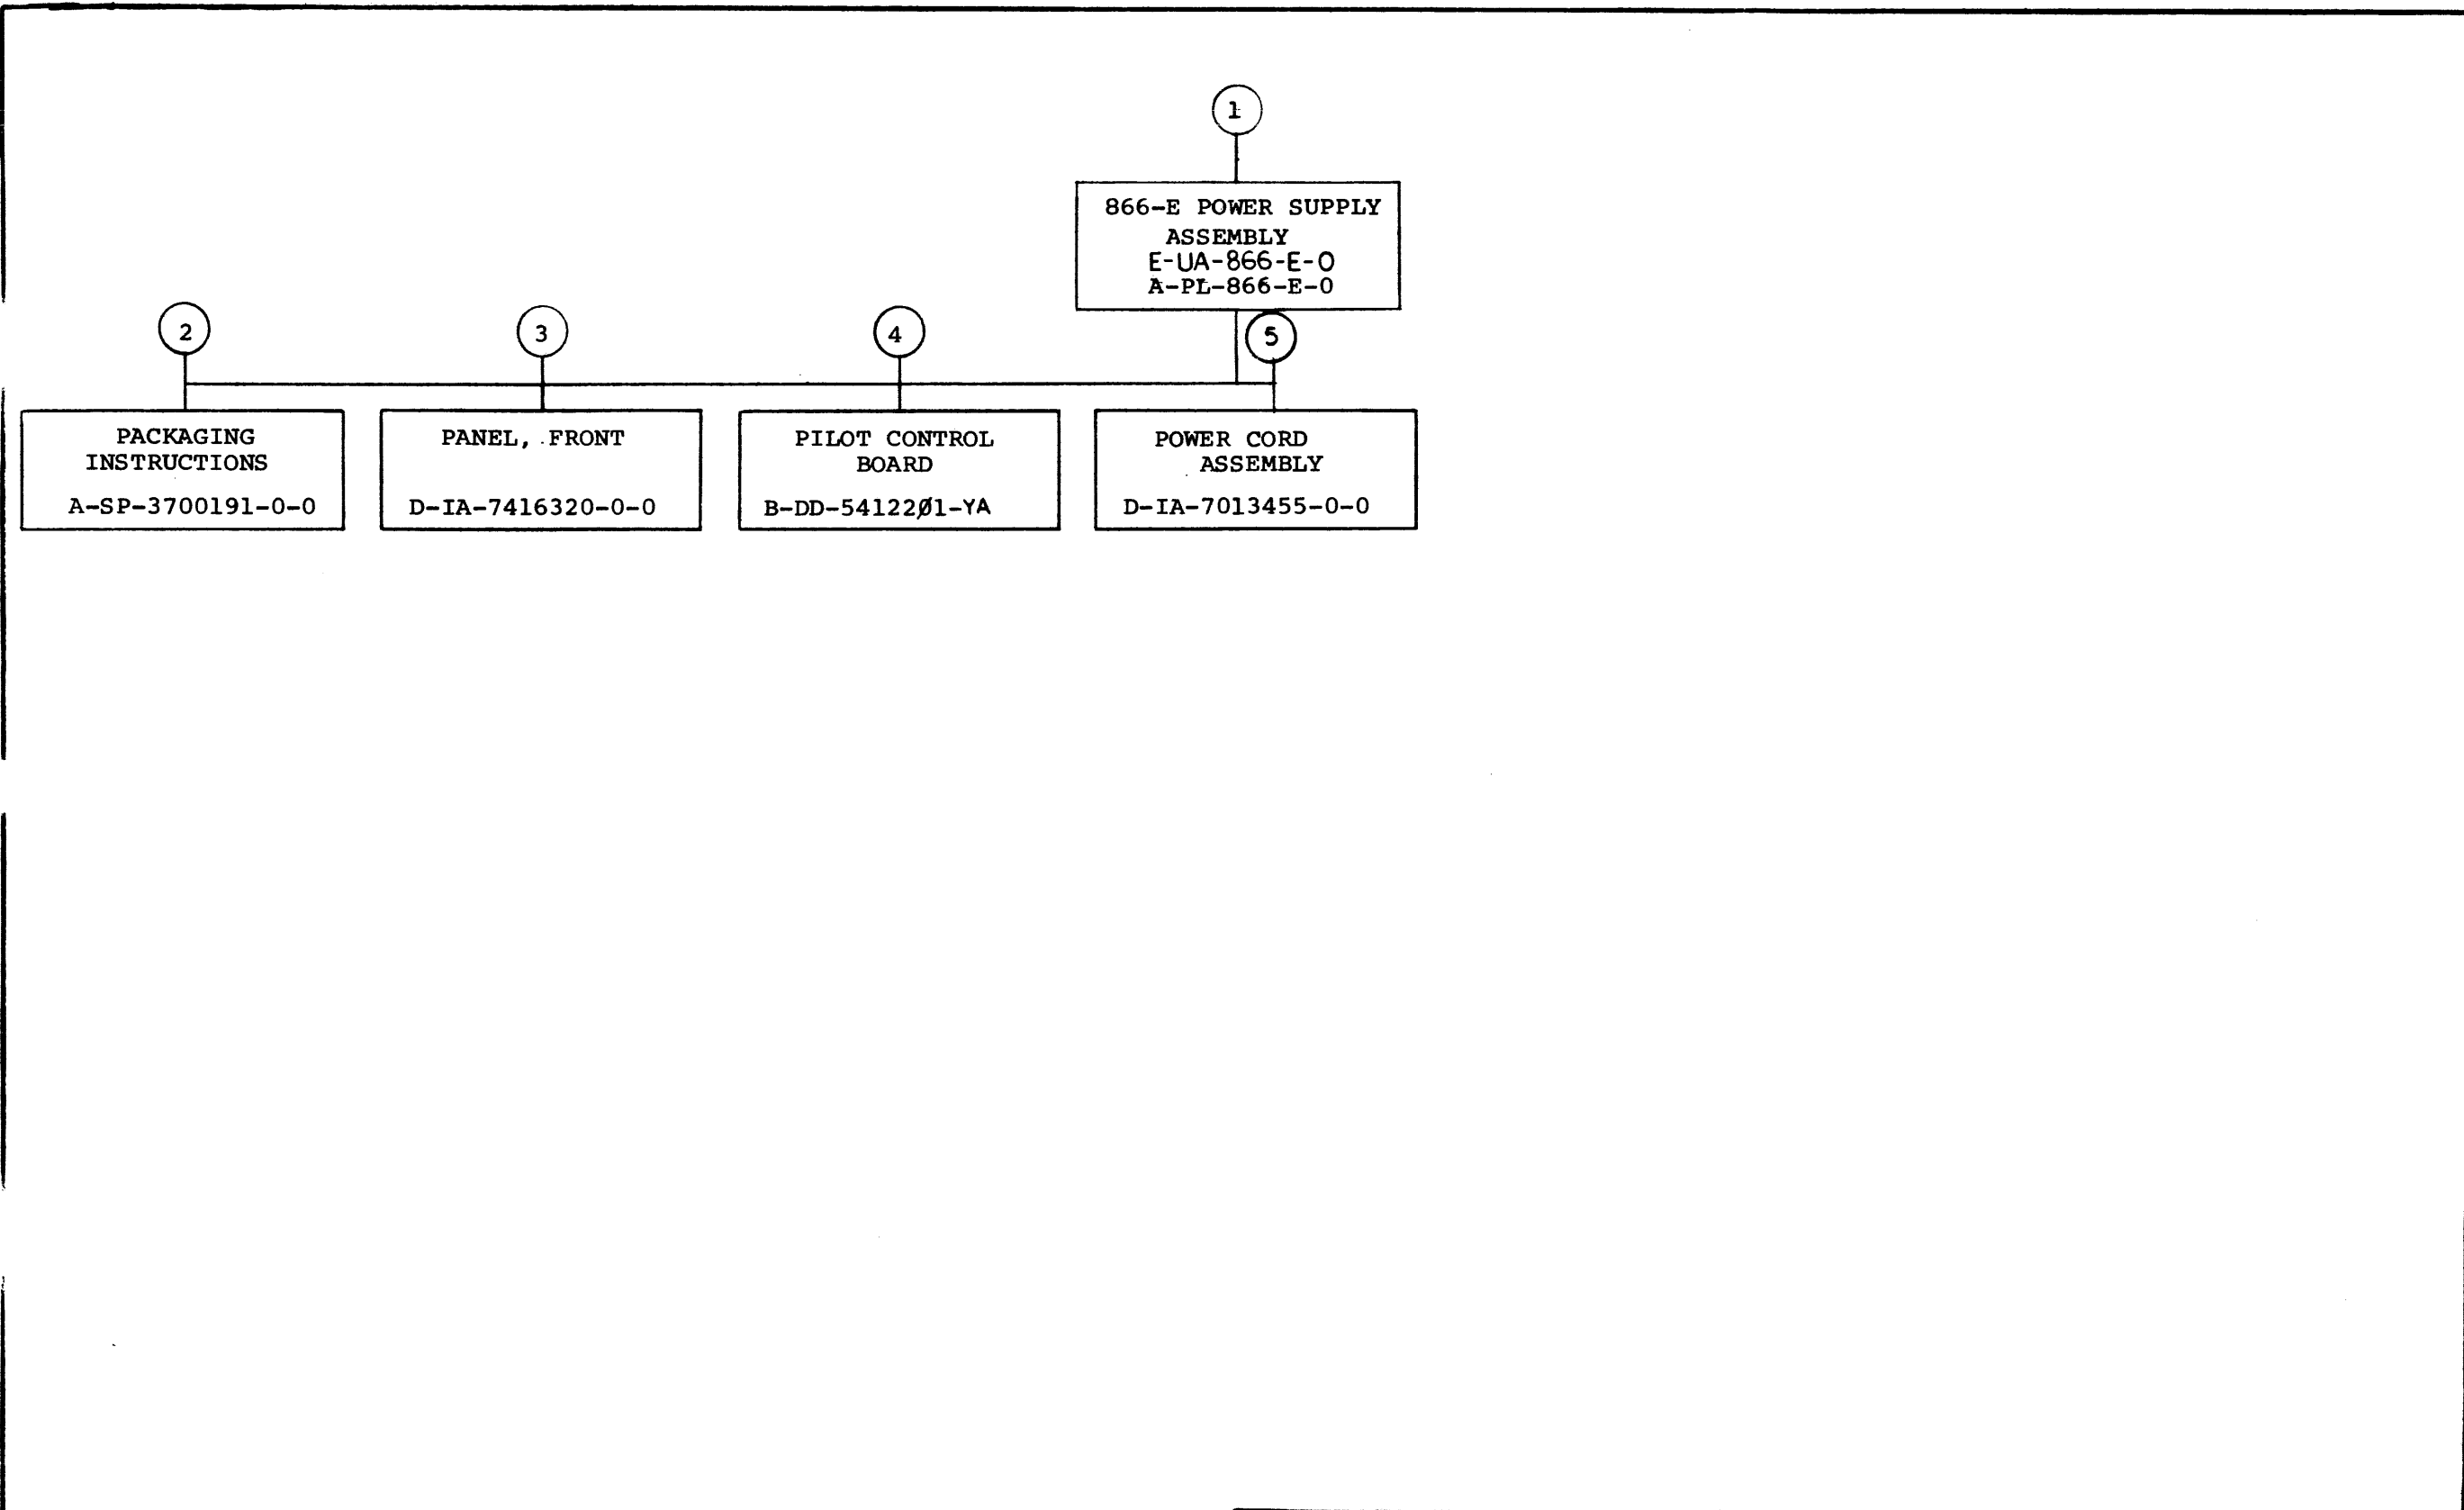 1
866-E POWER SUPPLY
ASSEMBLY
E-UA-866-E-0
A-PL-866-E-0
2
3
4
5
PACKAGING
INSTRUCTIONS
A-SP-3700191-0-0
PANEL, FRONT
D-IA-7416320-0-0
PILOT CONTROL
BOARD
B-DD-54122Ø1-YA
POWER CORD
ASSEMBLY
D-IA-7013455-0-0